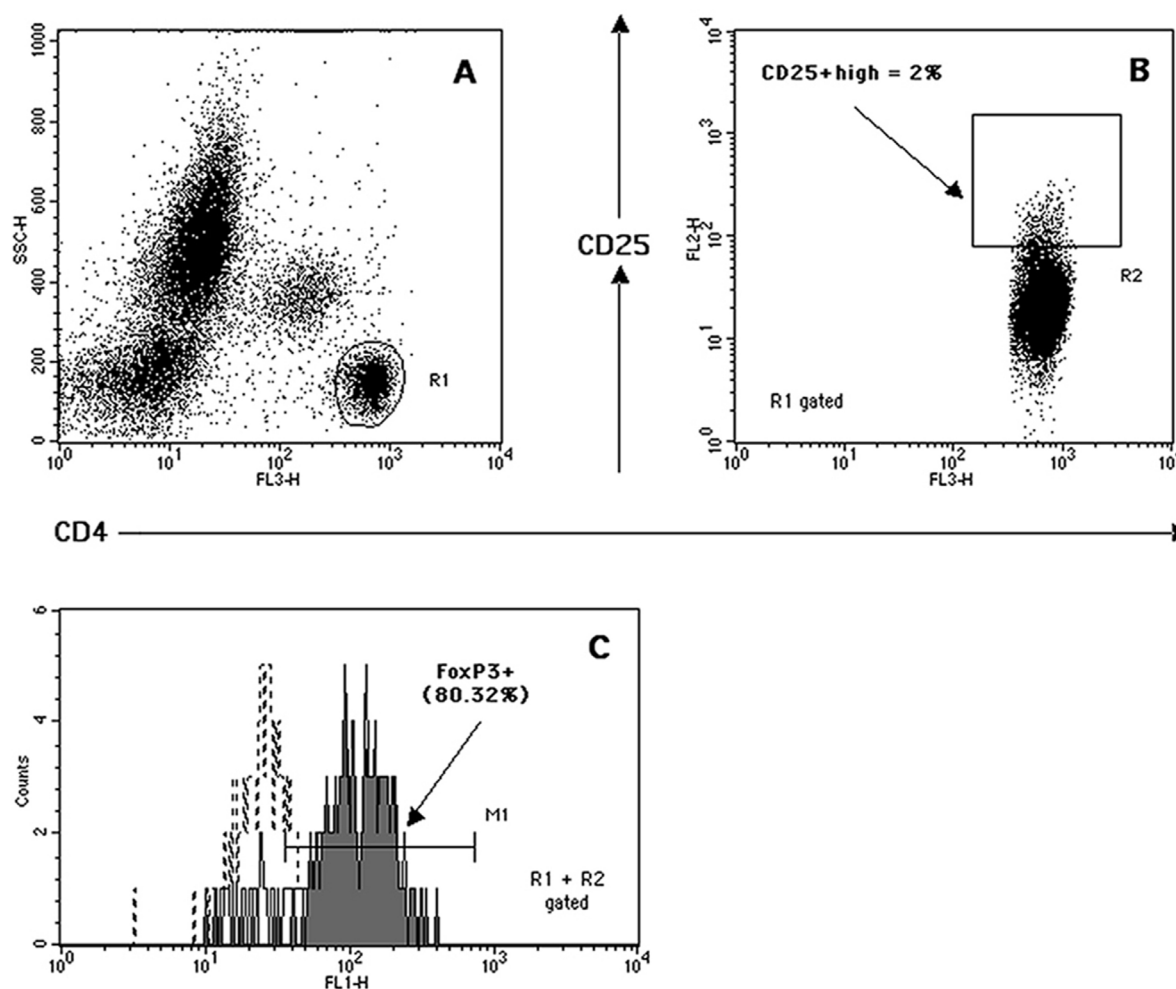 A
1000
800
600
400
200
0
SSC-H
R1
10^0 10^1 10^2 10^3 10^4
FL3-H
CD25
B
CD25+high = 2%
10^4
10^3
10^2
10^1
10^0
FL2-H
R2
R1 gated
10^0 10^1 10^2 10^3 10
FL3-H
CD4
C
6
4
2
0
Counts
FoxP3+
(80.32%)
M1
R1 + R2
gated
10^0 10^1 10^2 10^3 10^4
FL1-H